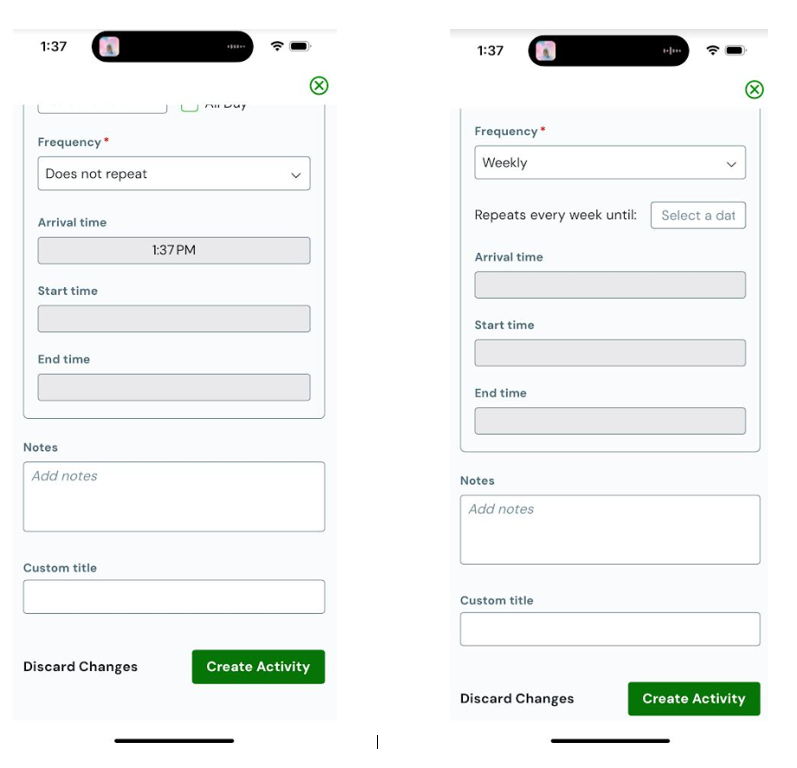 1:37
All Day
Frequency *
Does not repeat
Arrival time
1:37 PM
Start time
End time
Notes
Add notes
Custom title
Discard Changes
Create Activity
1:37
Frequency *
Weekly
Repeats every week until:
Select a dat
Arrival time
Start time
End time
Notes
Add notes
Custom title
Discard Changes
Create Activity